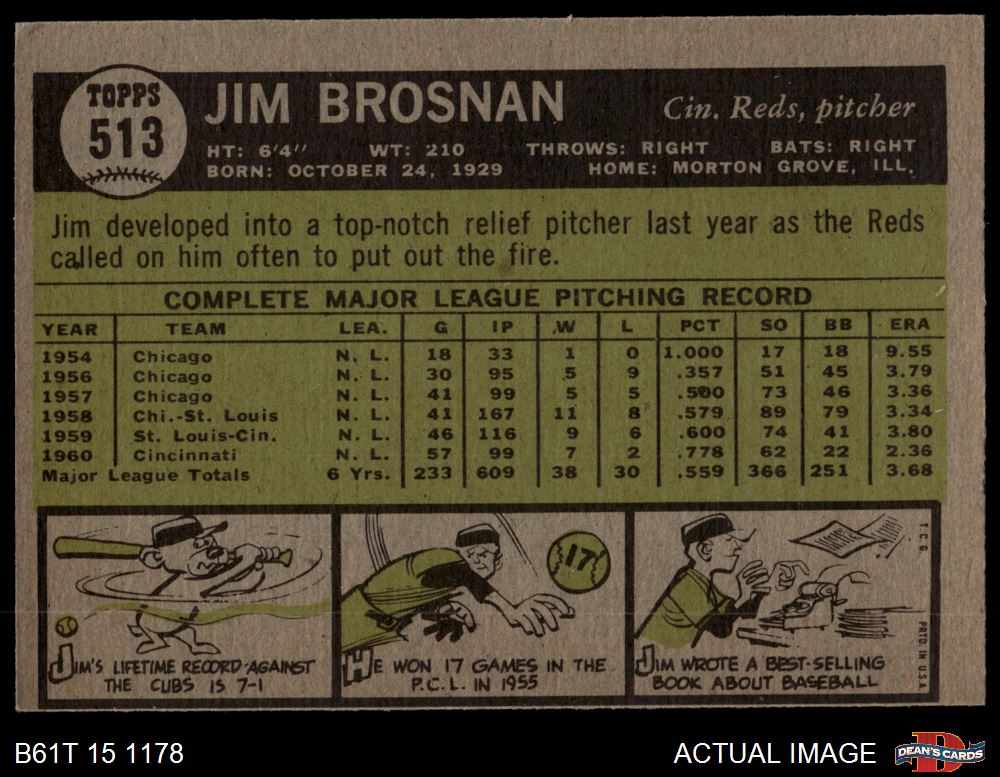 TOPPS
513
JIM BROSNAN
Cin. Reds, pitcher
HT: 6'4" WT: 210 THROWS: RIGHT BATS: RIGHT
BORN: OCTOBER 24, 1929 HOME: MORTON GROVE, ILL.
Jim developed into a top-notch relief pitcher last year as the Reds
called on him often to put out the fire.
COMPLETE MAJOR LEAGUE PITCHING RECORD
YEAR TEAM LEA. G IP W L PCT SO BB ERA
1954 Chicago N. L. 18 33 1 0 1.000 17 18 9.55
1956 Chicago N. L. 30 95 5 9 .357 51 45 3.79
1957 Chicago N. L. 41 99 5 5 .500 73 46 3.36
1958 Chi.-St. Louis N. L. 41 167 11 8 .579 89 79 3.34
1959 St. Louis-Cin. N. L. 46 116 9 6 .600 74 41 3.80
1960 Cincinnati N. L. 57 99 7 2 .778 62 22 2.36
Major League Totals 6 Yrs. 233 609 38 30 .559 366 251 3.68
JIM'S LIFETIME RECORD AGAINST
THE CUBS IS 7-1
17
HE WON 17 GAMES IN THE
P.C.L. IN 1955
JIM WROTE A BEST-SELLING
BOOK ABOUT BASEBALL
T.C.G.
PRTD. IN U.S.A.
B61T 15 1178
ACTUAL IMAGE
DEAN'S CARDS